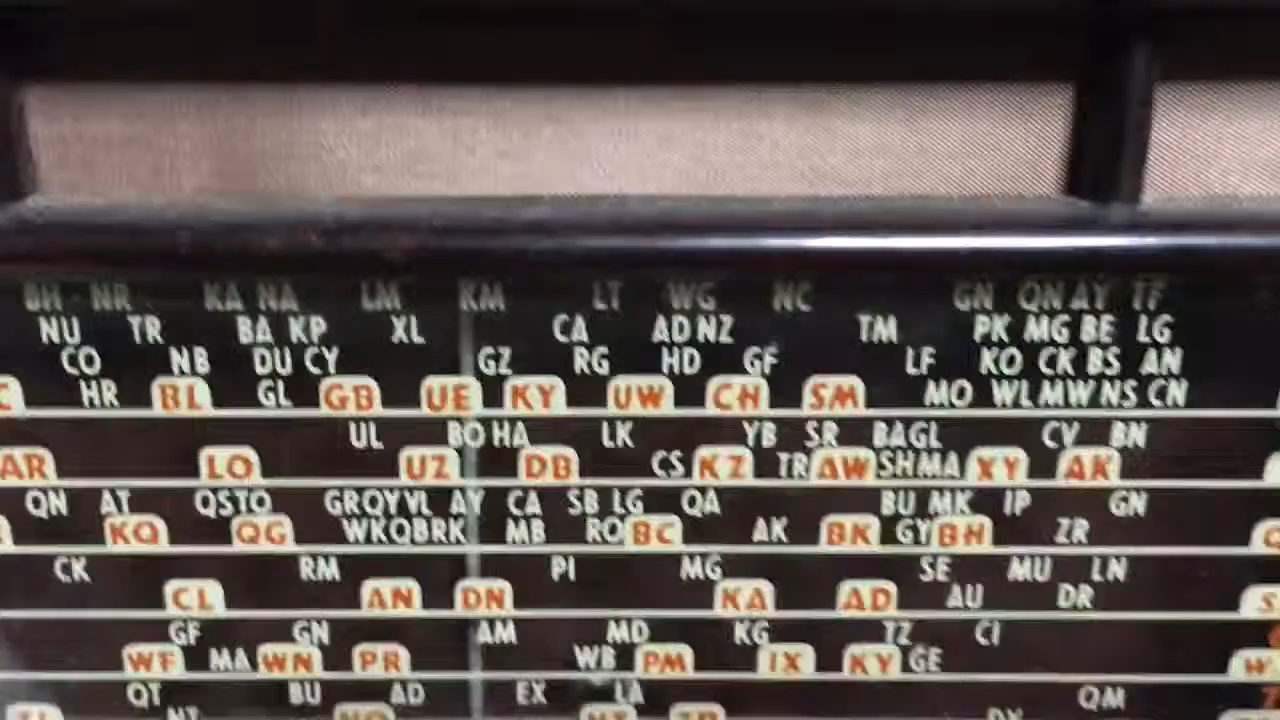 BH NR KA NA LM KM LT WG NC GN QN AY TF
NU TR BA KP XL CA AD NZ TM PK MG BE LG
CO NB DU CY GZ RG HD GF LF KO CK BS AN
HR BL GL GB UE KY UW CH SM MO WL MW NS CN
UL BO HA LK YB SR BA GL CV BN
AR LO UZ DB CS KZ TR AW SH MA XY AK
QN AT QS TO GR QY VL AY CA SB LG QA BU MK IP GN
KQ QG WK QB RK MB RO BC AK BK GY BH ZR
CK RM PI MG SE MU LN
CL AN DN KA AD AU DR S
GF GN AM MD KG TZ CI
WF MA WN PR WB PM IX KY GE W
QT BU AD EX LA QM